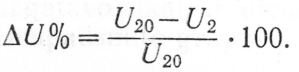 ΔU% = (U₂₀ − U₂) / U₂₀ · 100.